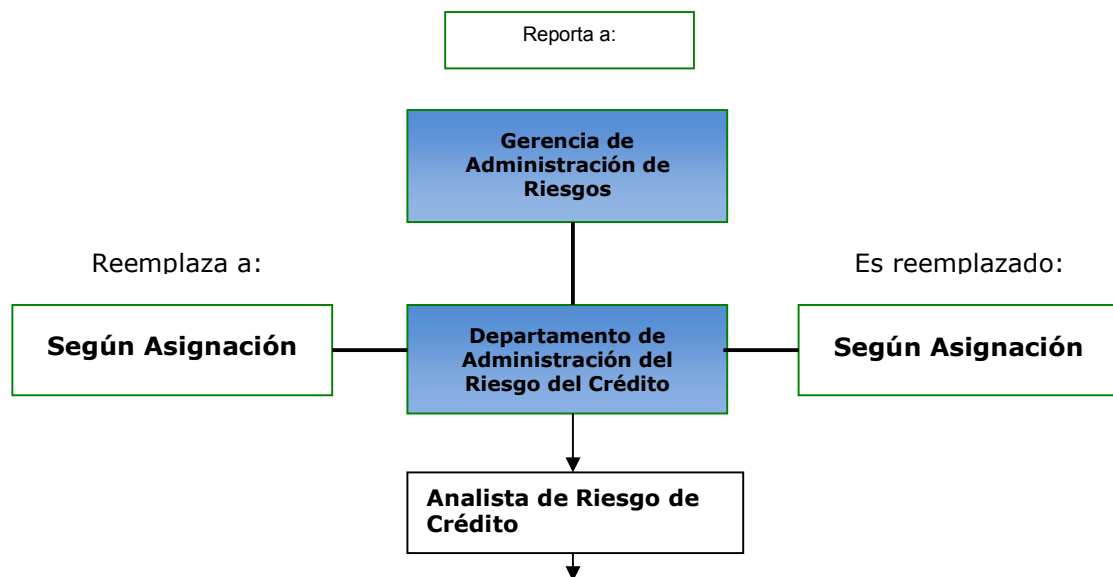 Reporta a:
Gerencia de
Administración de
Riesgos
Reemplaza a:
Es reemplazado:
Según Asignación
Departamento de
Administración del
Riesgo del Crédito
Según Asignación
Analista de Riesgo de
Crédito